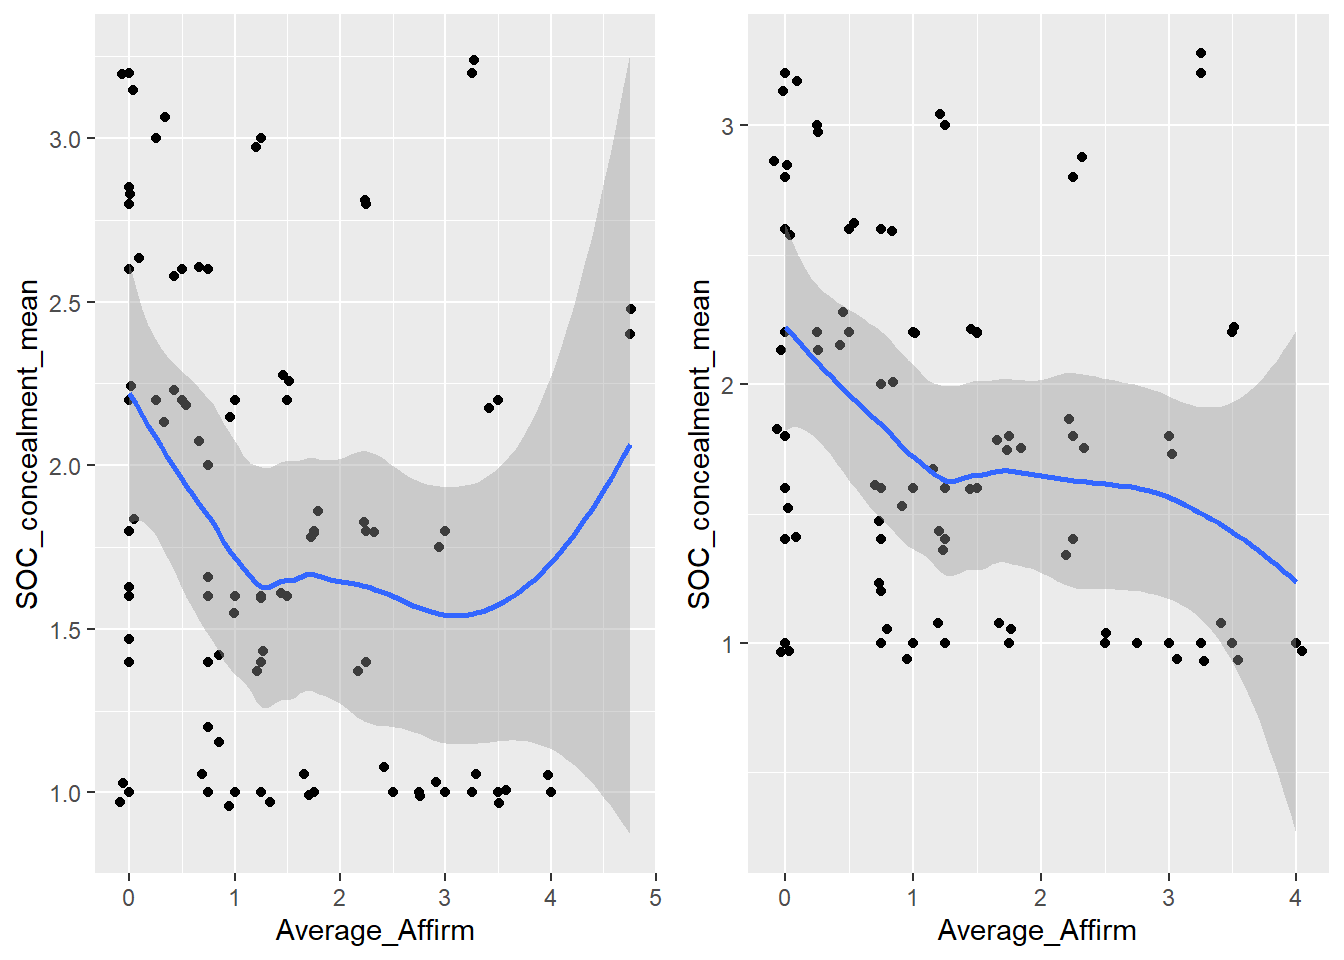 SOC_concealment_mean
3.0
2.5
2.0
1.5
1.0
0 1 2 3 4 5
Average_Affirm
SOC_concealment_mean
3
2
1
0 1 2 3 4
Average_Affirm